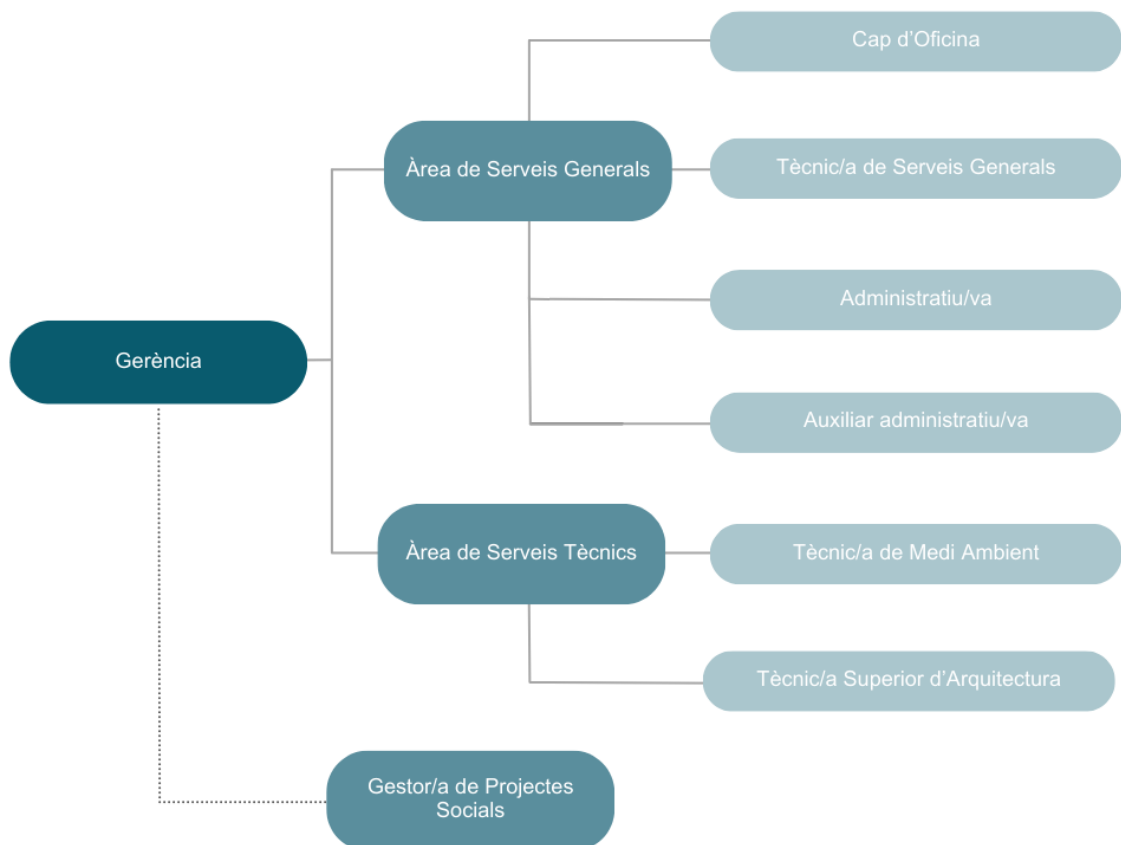 Cap d’Oficina
Àrea de Serveis Generals
Tècnic/a de Serveis Generals
Administratiu/va
Gerència
Auxiliar administratiu/va
Àrea de Serveis Tècnics
Tècnic/a de Medi Ambient
Tècnic/a Superior d’Arquitectura
Gestor/a de Projectes
Socials